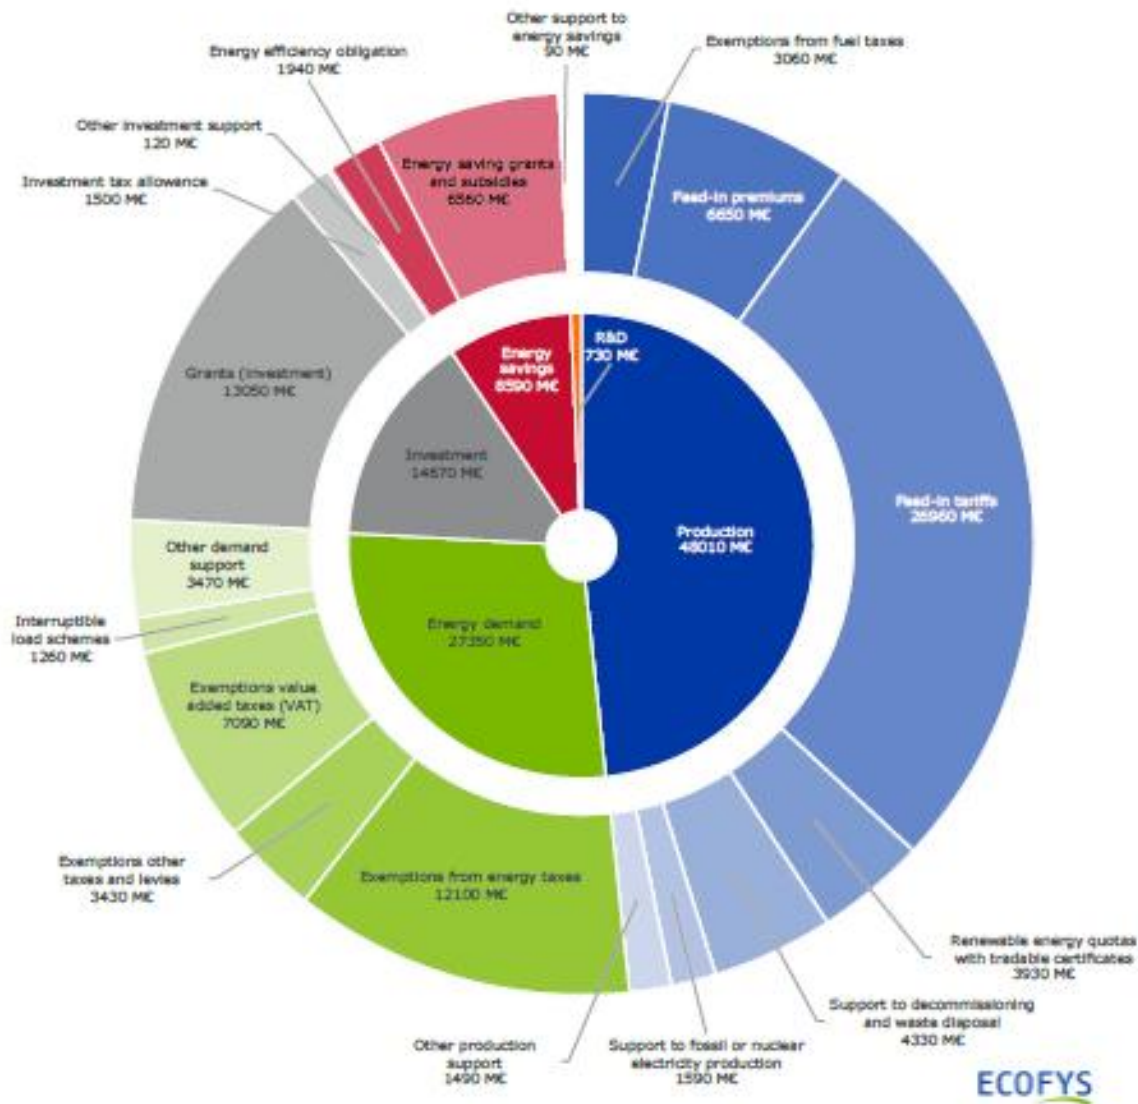 Other support to
energy savings
90 M€
Exemptions from fuel taxes
3060 M€
Energy efficiency obligation
1940 M€
Other investment support
120 M€
Investment tax allowance
1500 M€
Energy saving grants
and subsidies
6560 M€
Feed-in premiums
6650 M€
Grants (investment)
13050 M€
Energy
savings
8590 M€
R&D
730 M€
Investment
14670 M€
Feed-in tariffs
26960 M€
Production
48010 M€
Other demand
support
3470 M€
Interruptible
load schemes
1260 M€
Energy demand
27350 M€
Exemptions value
added taxes (VAT)
7090 M€
Exemptions other
taxes and levies
3430 M€
Exemptions from energy taxes
12100 M€
Renewable energy quotas
with tradable certificates
3930 M€
Support to decommissioning
and waste disposal
4330 M€
Other production
support
1490 M€
Support to fossil or nuclear
electricity production
1590 M€
ECOFYS